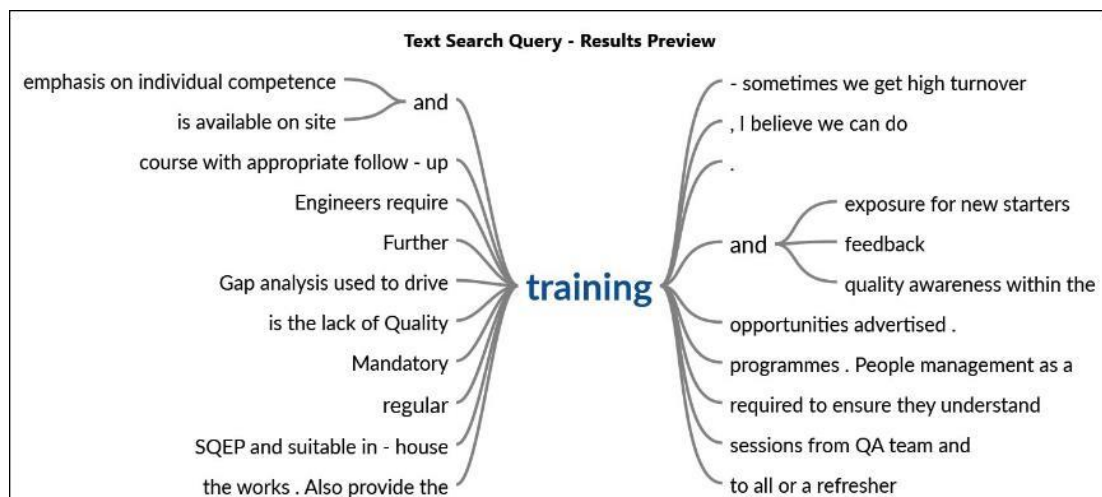 Text Search Query - Results Preview
emphasis on individual competence
is available on site
and
course with appropriate follow - up
Engineers require
Further
Gap analysis used to drive
is the lack of Quality
Mandatory
regular
SQEP and suitable in - house
the works . Also provide the
training
- sometimes we get high turnover
, I believe we can do
.
and
exposure for new starters
feedback
quality awareness within the
opportunities advertised .
programmes . People management as a
required to ensure they understand
sessions from QA team and
to all or a refresher